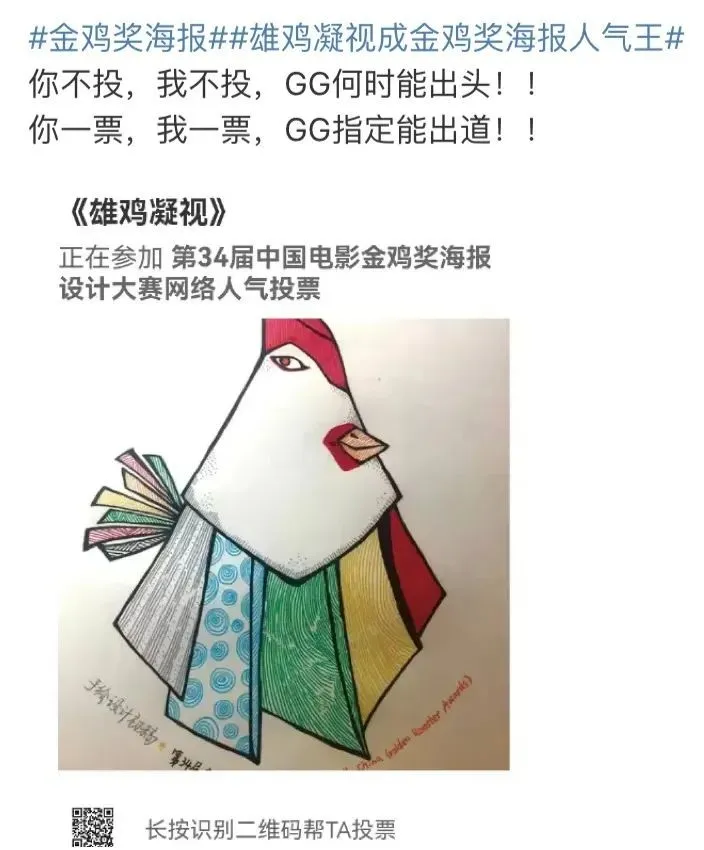 #金鸡奖海报##雄鸡凝视成金鸡奖海报人气王#
你不投，我不投，GG何时能出头！！
你一票，我一票，GG指定能出道！！
《雄鸡凝视》
正在参加 第34届中国电影金鸡奖海报
设计大赛网络人气投票
手绘设计初稿
第34届
China Golden Rooster Awards)
长按识别二维码帮TA投票